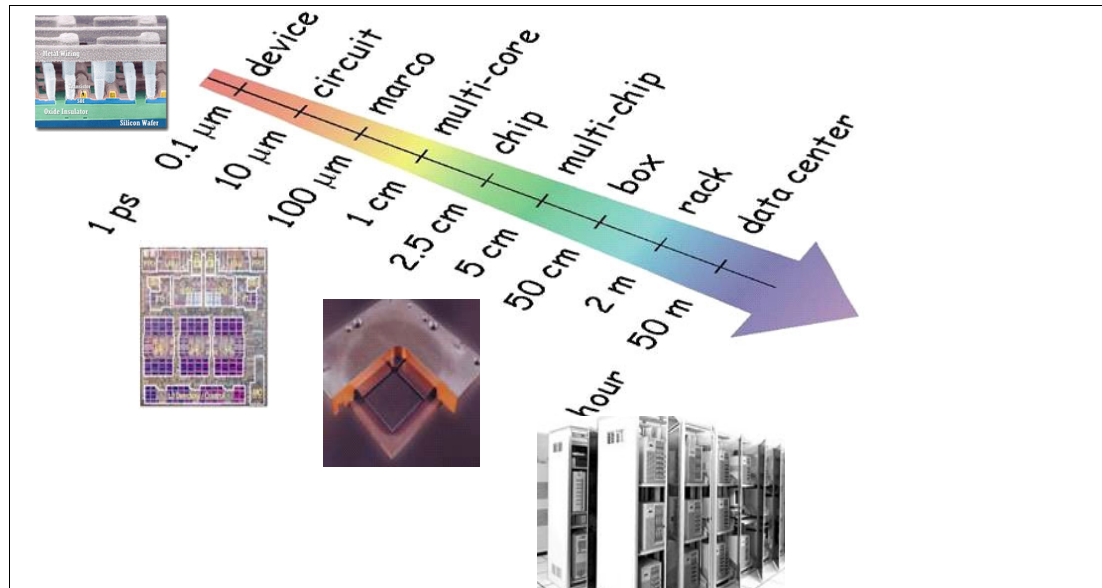 Metal Wiring
Oxide Insulator
Silicon Wafer
device
circuit
marco
multi-core
chip
multi-chip
box
rack
data center
0.1 μm
10 μm
100 μm
1 cm
2.5 cm
5 cm
50 cm
2 m
50 m
1 ps
hour